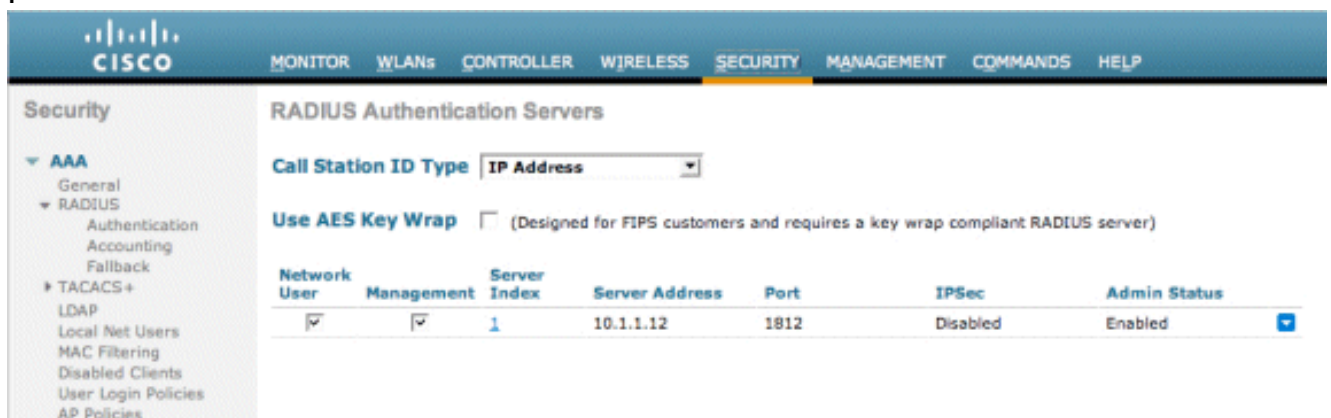 CISCO
MONITOR WLANs CONTROLLER WIRELESS SECURITY MANAGEMENT COMMANDS HELP
Security
AAA
General
RADIUS
Authentication
Accounting
Fallback
TACACS+
LDAP
Local Net Users
MAC Filtering
Disabled Clients
User Login Policies
AP Policies
RADIUS Authentication Servers
Call Station ID Type IP Address
Use AES Key Wrap (Designed for FIPS customers and requires a key wrap compliant RADIUS server)
Network User Management Server Index Server Address Port IPSec Admin Status
1 10.1.1.12 1812 Disabled Enabled